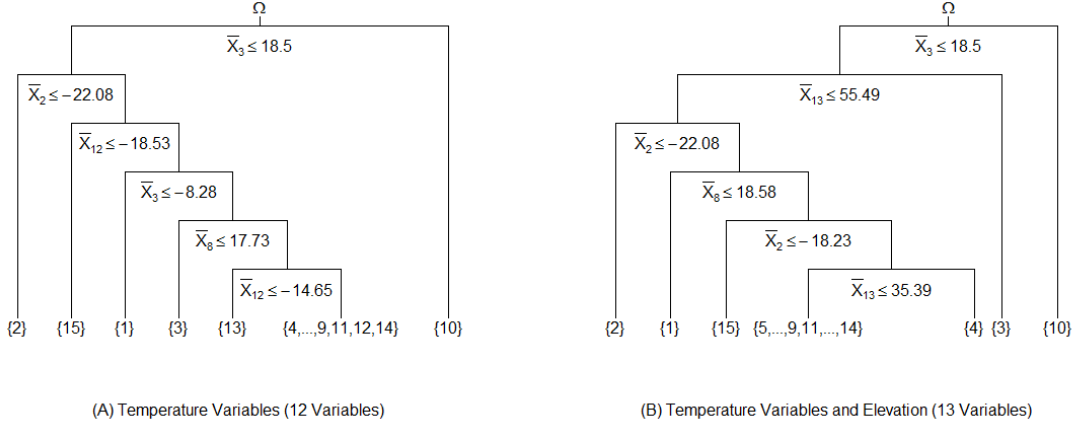 Ω Ω
X̅₃ ≤ 18.5 X̅₃ ≤ 18.5
X̅₂ ≤ −22.08 X̅₁₃ ≤ 55.49
X̅₁₂ ≤ −18.53 X̅₂ ≤ −22.08
X̅₃ ≤ −8.28 X̅₈ ≤ 18.58
X̅₈ ≤ 17.73 X̅₂ ≤ −18.23
X̅₁₂ ≤ −14.65 X̅₁₃ ≤ 35.39
{2} {15} {1} {3} {13} {4,...,9,11,12,14} {10} {2} {1} {15} {5,...,9,11,...,14} {4} {3} {10}
(A) Temperature Variables (12 Variables) (B) Temperature Variables and Elevation (13 Variables)